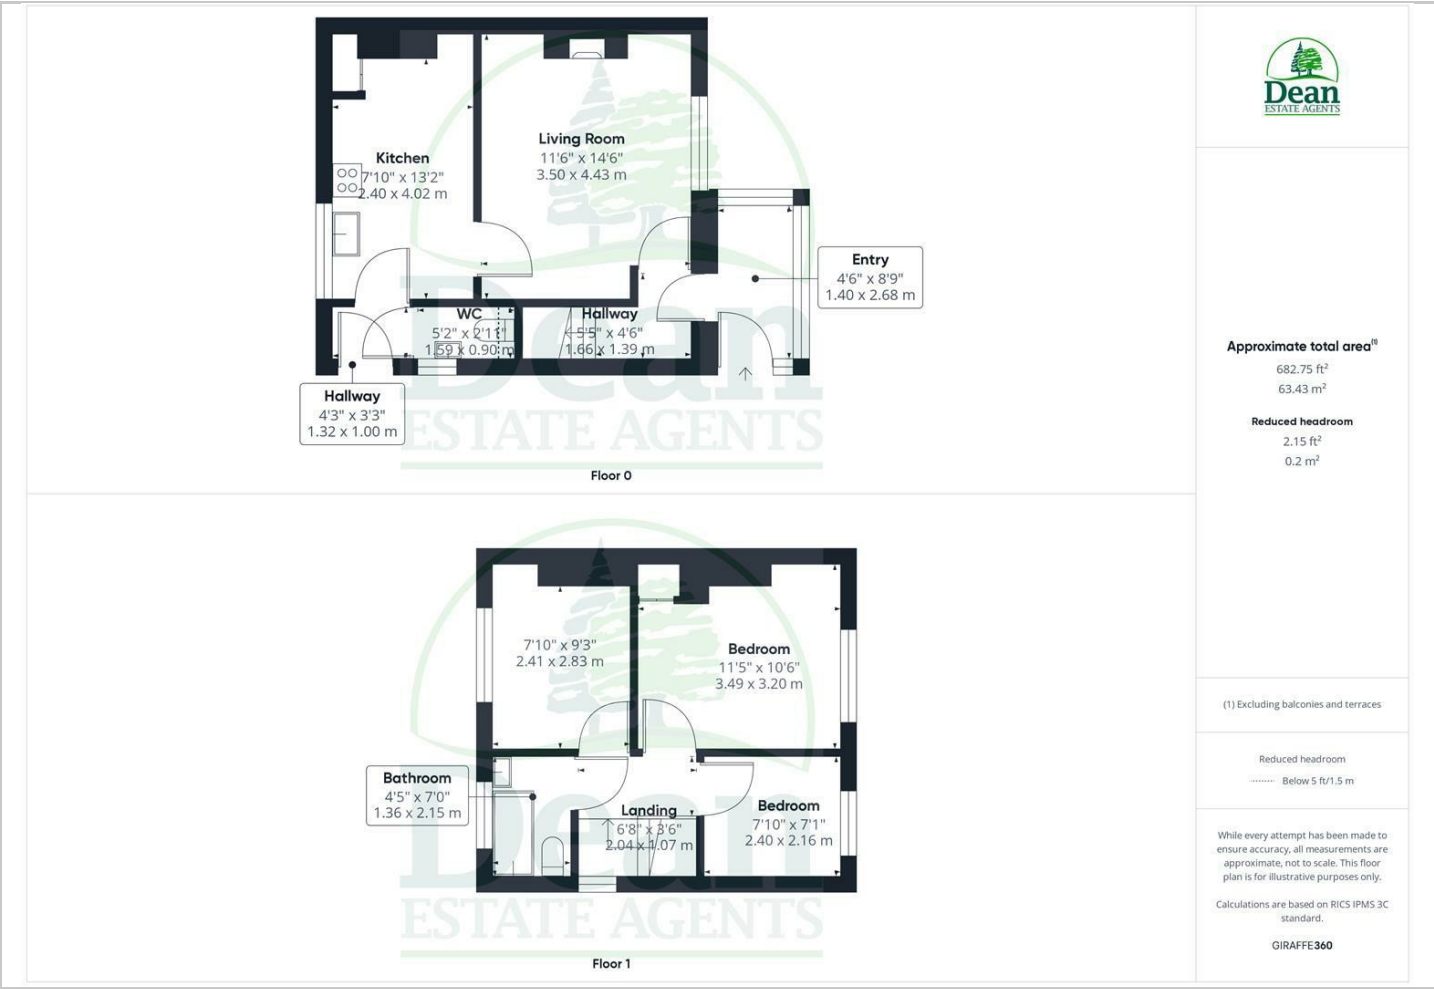 Kitchen
7'10" x 13'2"
2.40 x 4.02 m
Living Room
11'6" x 14'6"
3.50 x 4.43 m
Entry
4'6" x 8'9"
1.40 x 2.68 m
WC
5'2" x 2'11"
1.59 x 0.90 m
Hallway
5'5" x 4'6"
1.66 x 1.39 m
Hallway
4'3" x 3'3"
1.32 x 1.00 m
Dean
ESTATE AGENTS
Floor 0
7'10" x 9'3"
2.41 x 2.83 m
Bedroom
11'5" x 10'6"
3.49 x 3.20 m
Bathroom
4'5" x 7'0"
1.36 x 2.15 m
Landing
6'8" x 3'6"
2.04 x 1.07 m
Bedroom
7'10" x 7'1"
2.40 x 2.16 m
Dean
ESTATE AGENTS
Floor 1
Dean
ESTATE AGENTS
Approximate total area(1)
682.75 ft²
63.43 m²
Reduced headroom
2.15 ft²
0.2 m²
(1) Excluding balconies and terraces
Reduced headroom
Below 5 ft/1.5 m
While every attempt has been made to
ensure accuracy, all measurements are
approximate, not to scale. This floor
plan is for illustrative purposes only.
Calculations are based on RICS IPMS 3C
standard.
GIRAFFE360